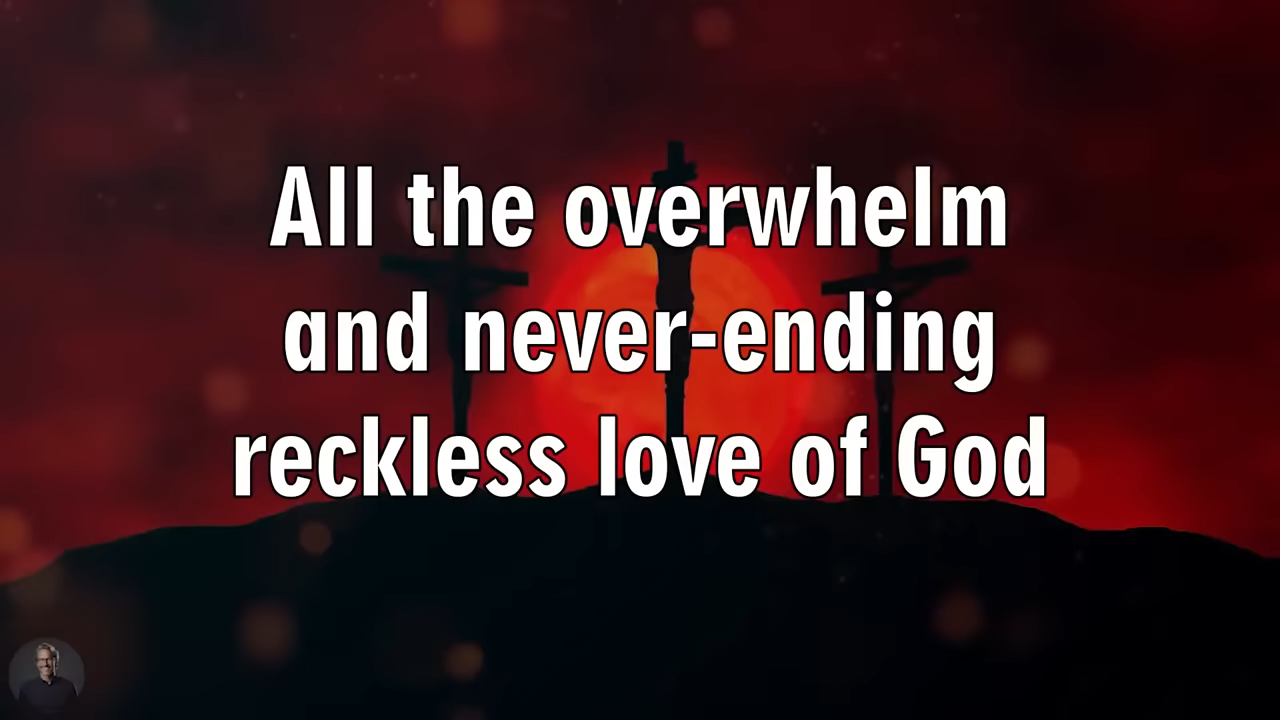 All the overwhelm
and never-ending
reckless love of God